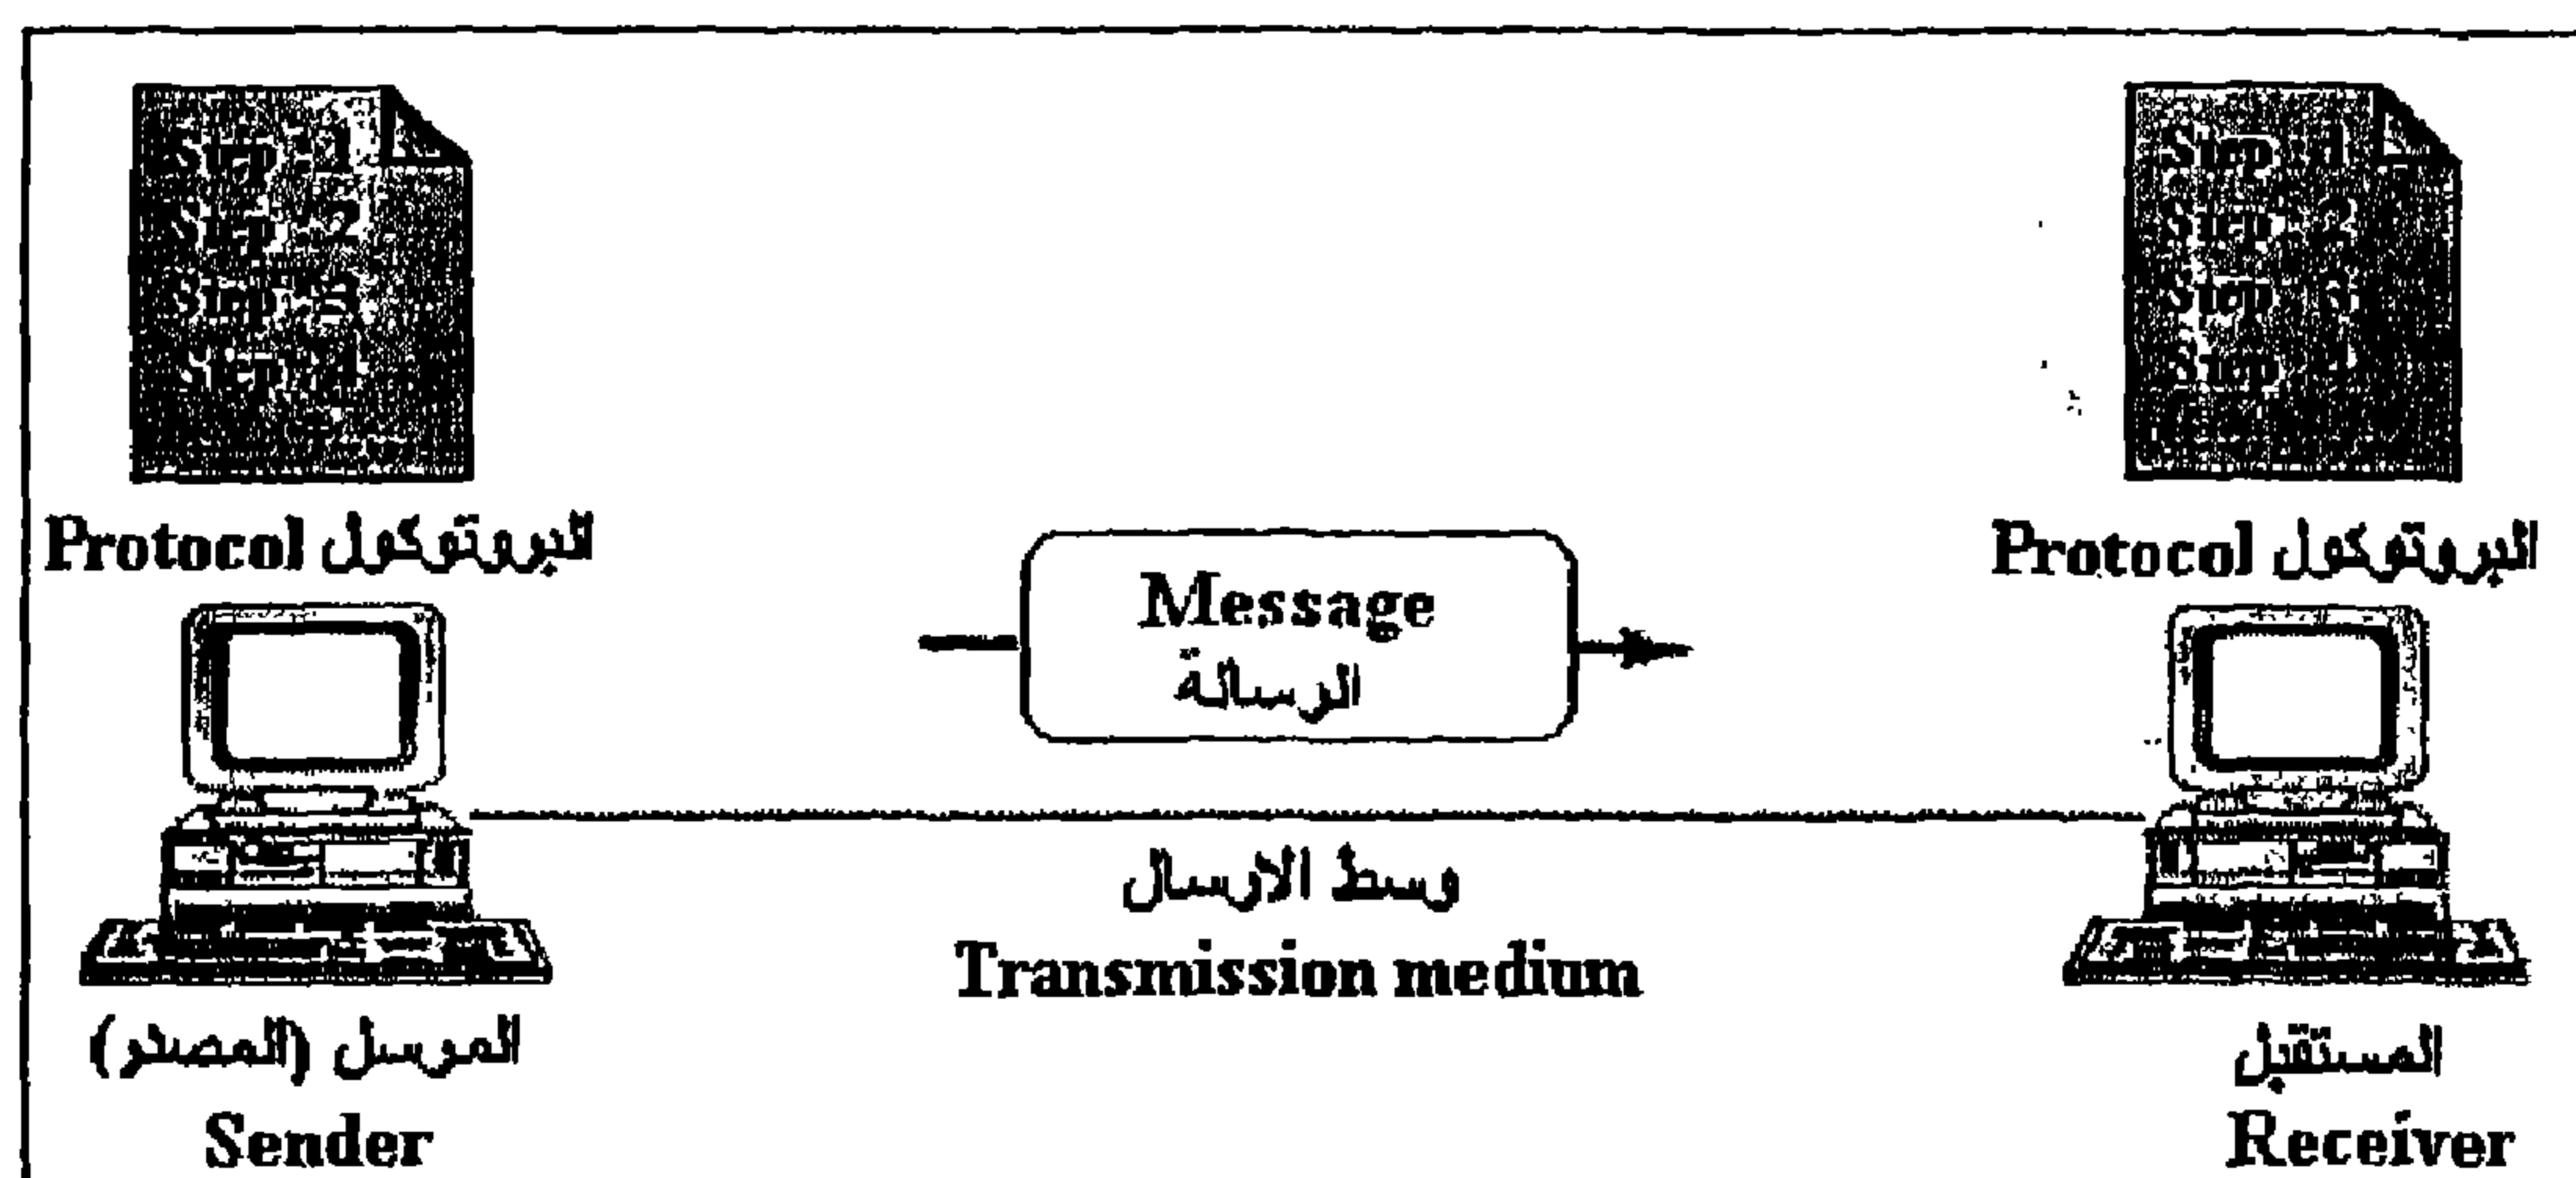 Step :1
Step :2
Step :3
Step :4
البروتوكول Protocol
Step :1
Step :2
Step :3
Step :4
البروتوكول Protocol
Message
الرسالة
وسط الارسال
Transmission medium
المرسل (المصدر)
Sender
المستقبل
Receiver